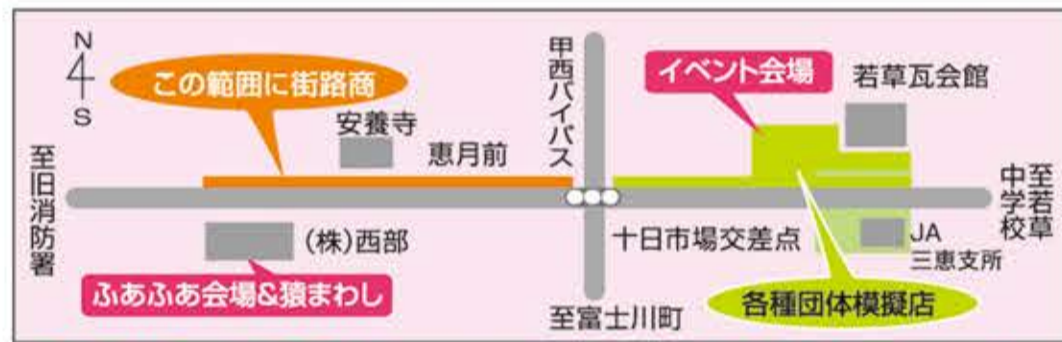 N
S
この範囲に街路商
安養寺
恵月前
甲西バイパス
イベント会場
若草瓦会館
至旧消防署
至若草
中学校
(株)西部
十日市場交差点
JA
三恵支所
ふあふあ会場&猿まわし
至富士川町
各種団体模擬店